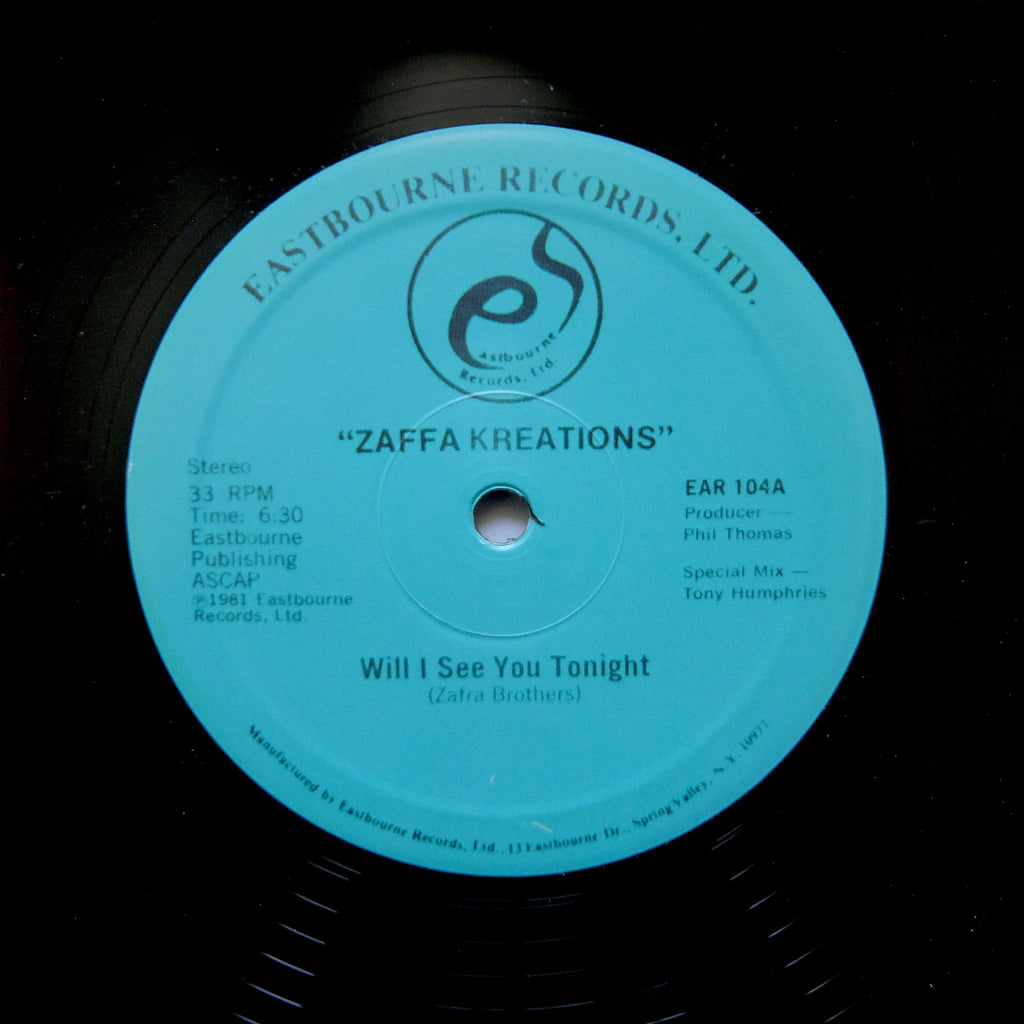 EASTBOURNE RECORDS, LTD.
es
astbourne
Records, Ltd.
"ZAFFA KREATIONS"
Stereo
33 RPM
Time: 6:30
Eastbourne
Publishing
ASCAP
℗1981 Eastbourne
Records, Ltd.
EAR 104A
Producer —
Phil Thomas
Special Mix —
Tony Humphries
Will I See You Tonight
(Zafra Brothers)
Manufactured by Eastbourne Records, Ltd., 13 Eastbourne Dr., Spring Valley, N.Y. 10977